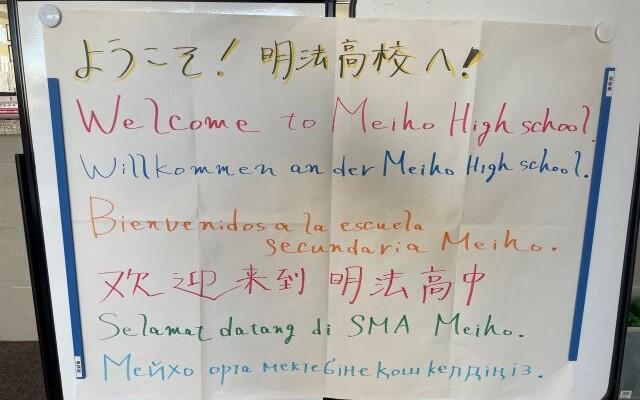 ようこそ! 明法高校へ!
Welcome to Meiho High school.
Willkommen an der Meiho High school.
Bienvenidos a la escuela
secundaria Meiho.
欢迎来到明法高中
Selamat datang di SMA Meiho.
Мейхо орта мектебіне қош келдіңіз.